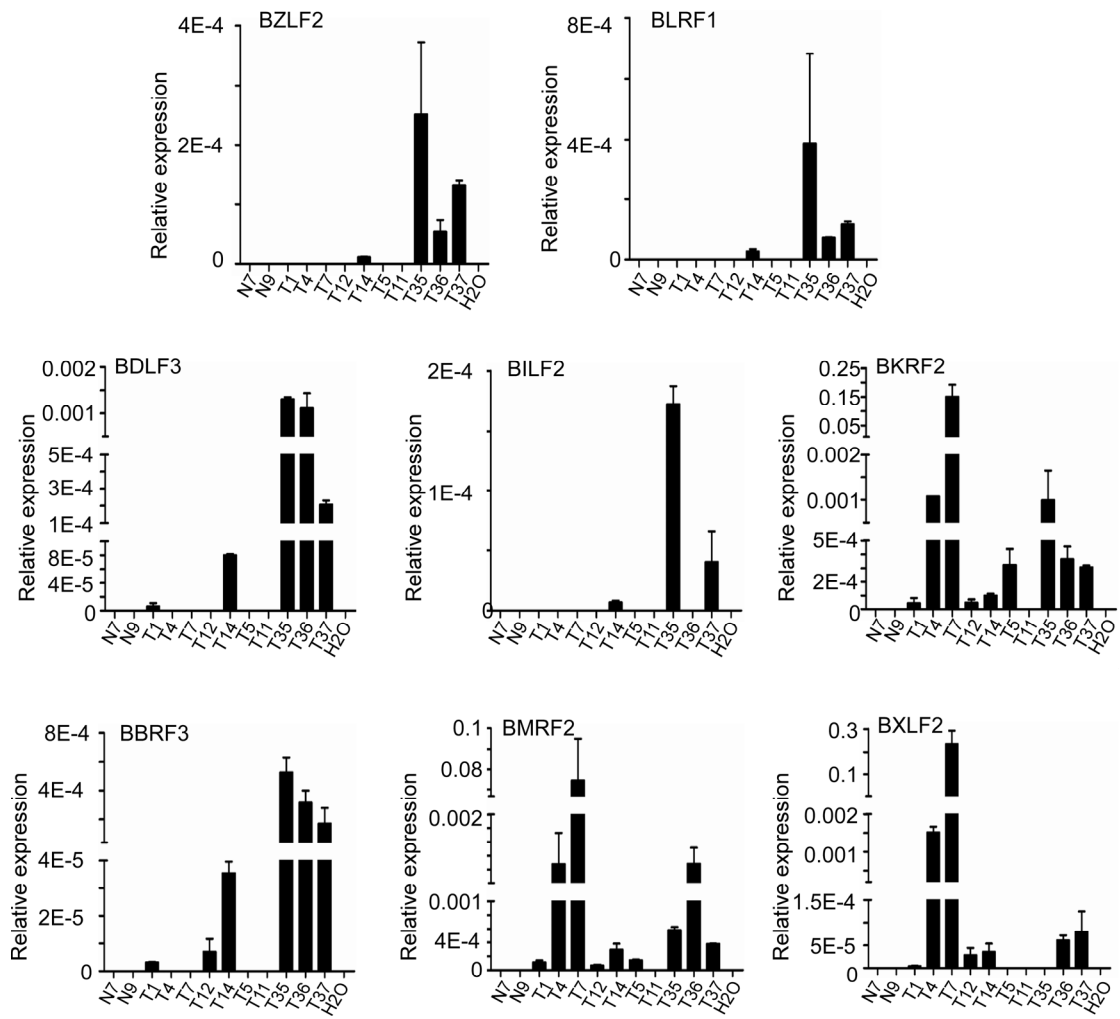 BZLF2
Relative expression
4E-4
2E-4
0
N7 N9 T1 T4 T7 T12 T14 T5 T11 T35 T36 T37 H2O
BLRF1
Relative expression
8E-4
4E-4
0
N7 N9 T1 T4 T7 T12 T14 T5 T11 T35 T36 T37 H2O
BDLF3
Relative expression
0.002
0.001
5E-4
3E-4
1E-4
8E-5
4E-5
0
N7 N9 T1 T4 T7 T12 T14 T5 T11 T35 T36 T37 H2O
BILF2
Relative expression
2E-4
1E-4
0
N7 N9 T1 T4 T7 T12 T14 T5 T11 T35 T36 T37 H2O
BKRF2
Relative expression
0.25
0.15
0.05
0.002
0.001
5E-4
2E-4
0
N7 N9 T1 T4 T7 T12 T14 T5 T11 T35 T36 T37 H2O
BBRF3
Relative expression
8E-4
4E-4
4E-5
2E-5
0
N7 N9 T1 T4 T7 T12 T14 T5 T11 T35 T36 T37 H2O
BMRF2
Relative expression
0.1
0.08
0.002
0.001
4E-4
0
N7 N9 T1 T4 T7 T12 T14 T5 T11 T35 T36 T37 H2O
BXLF2
Relative expression
0.3
0.1
0.002
0.001
1.5E-4
5E-5
0
N7 N9 T1 T4 T7 T12 T14 T5 T11 T35 T36 T37 H2O